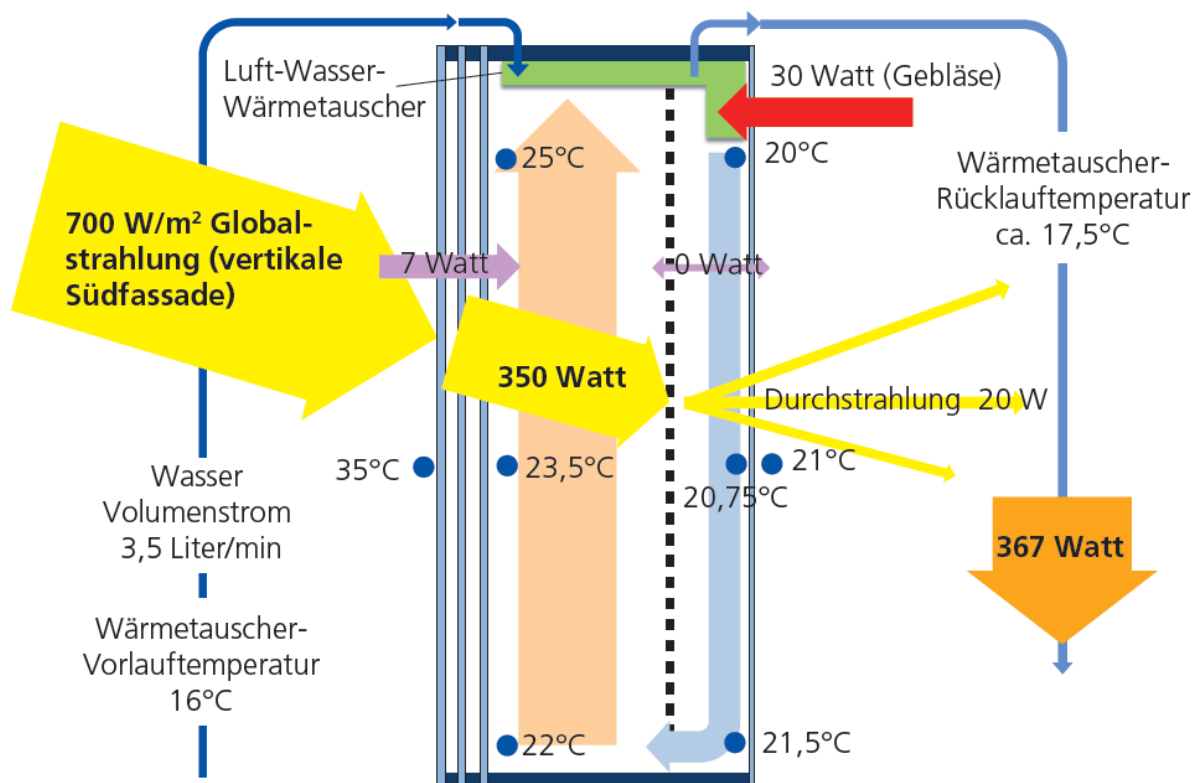 Luft-Wasser-
Wärmetauscher
30 Watt (Gebläse)
25°C
20°C
Wärmetauscher-
Rücklauftemperatur
ca. 17,5°C
700 W/m² Global-
strahlung (vertikale
Südfassade)
7 Watt
0 Watt
350 Watt
Durchstrahlung 20 W
35°C
23,5°C
21°C
20,75°C
Wasser
Volumenstrom
3,5 Liter/min
367 Watt
Wärmetauscher-
Vorlauftemperatur
16°C
22°C
21,5°C